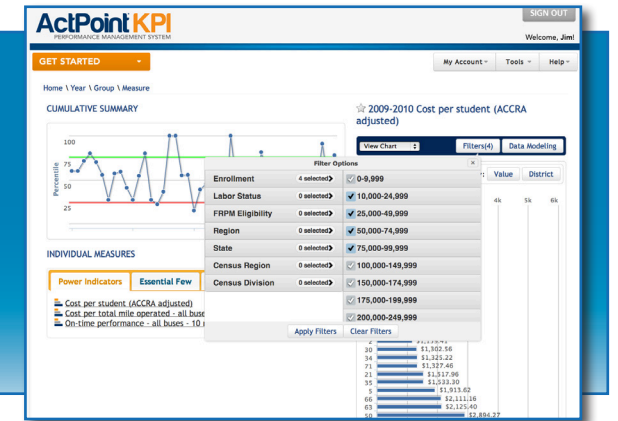 SIGN OUT
ActPoint KPI
PERFORMANCE MANAGEMENT SYSTEM
Welcome, Jim!
GET STARTED
My Account
Tools
Help
Home \ Year \ Group \ Measure
CUMULATIVE SUMMARY
2009-2010 Cost per student (ACCRA
adjusted)
View Chart
Filters(4)
Data Modeling
Percentile
100
75
50
25
Filter Options
Enrollment
4 selected
Labor Status
0 selected
FRPM Eligibility
0 selected
Region
0 selected
State
0 selected
Census Region
0 selected
Census Division
0 selected
0-9,999
10,000-24,999
25,000-49,999
50,000-74,999
75,000-99,999
100,000-149,999
150,000-174,999
175,000-199,999
200,000-249,999
Apply Filters
Clear Filters
Value
District
4k 5k 6k
INDIVIDUAL MEASURES
Power Indicators
Essential Few
Cost per student (ACCRA adjusted)
Cost per total mile operated - all buse
On-time performance - all buses - 10
2
30 $1,302.56
34 $1,325.22
71 $1,327.46
21 $1,517.96
35 $1,533.30
5 $1,913.62
66 $2,111.16
63 $2,125.40
50 $2,894.27